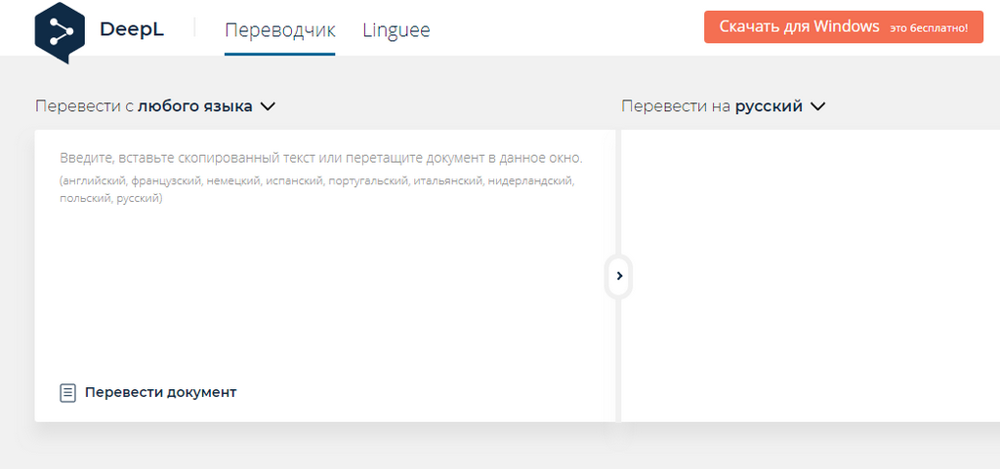 DeepL Переводчик Linguee Скачать для Windows это бесплатно!
Перевести с любого языка Перевести на русский
Введите, вставьте скопированный текст или перетащите документ в данное окно.
(английский, французский, немецкий, испанский, португальский, итальянский, нидерландский,
польский, русский)
Перевести документ